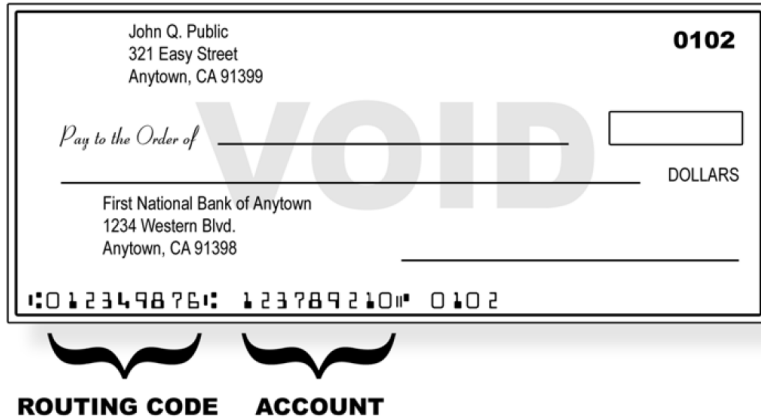 John Q. Public
321 Easy Street
Anytown, CA 91399
0102
VOID
Pay to the Order of
DOLLARS
First National Bank of Anytown
1234 Western Blvd.
Anytown, CA 91398
⑆012349876⑆ 123789210⑈ 0102
ROUTING CODE ACCOUNT